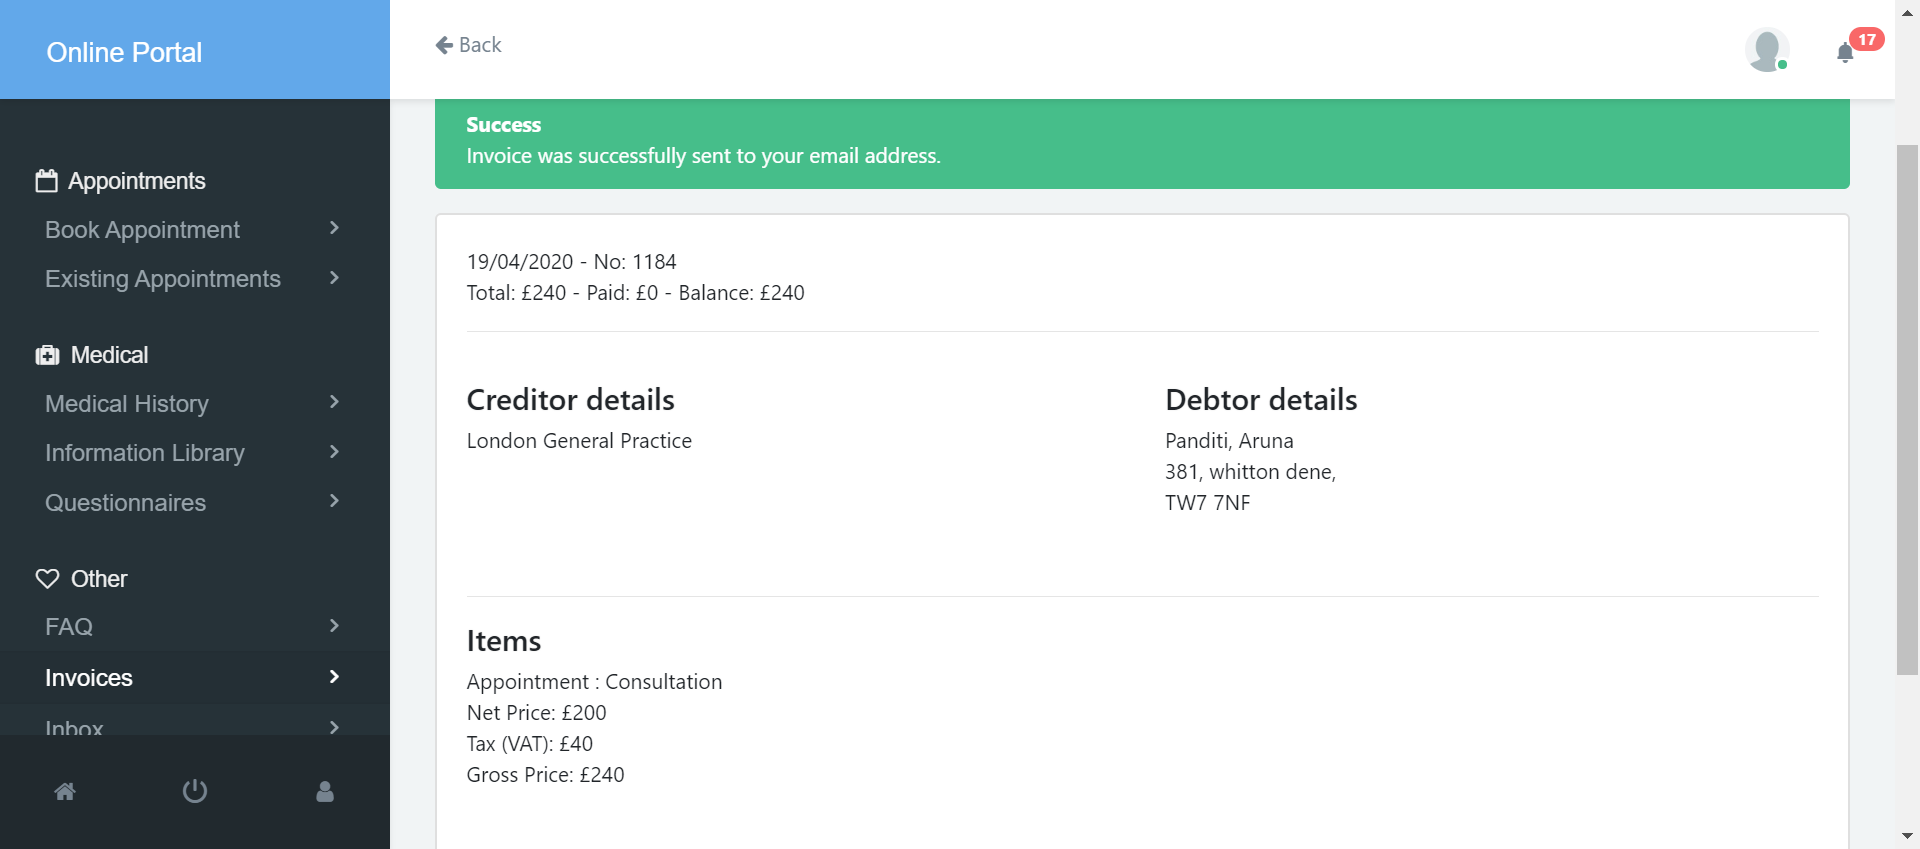 Online Portal
Back
17
Appointments
Book Appointment
Existing Appointments
Medical
Medical History
Information Library
Questionnaires
Other
FAQ
Invoices
Inbox
Success
Invoice was successfully sent to your email address.
19/04/2020 - No: 1184
Total: £240 - Paid: £0 - Balance: £240
Creditor details
London General Practice
Debtor details
Panditi, Aruna
381, whitton dene,
TW7 7NF
Items
Appointment : Consultation
Net Price: £200
Tax (VAT): £40
Gross Price: £240